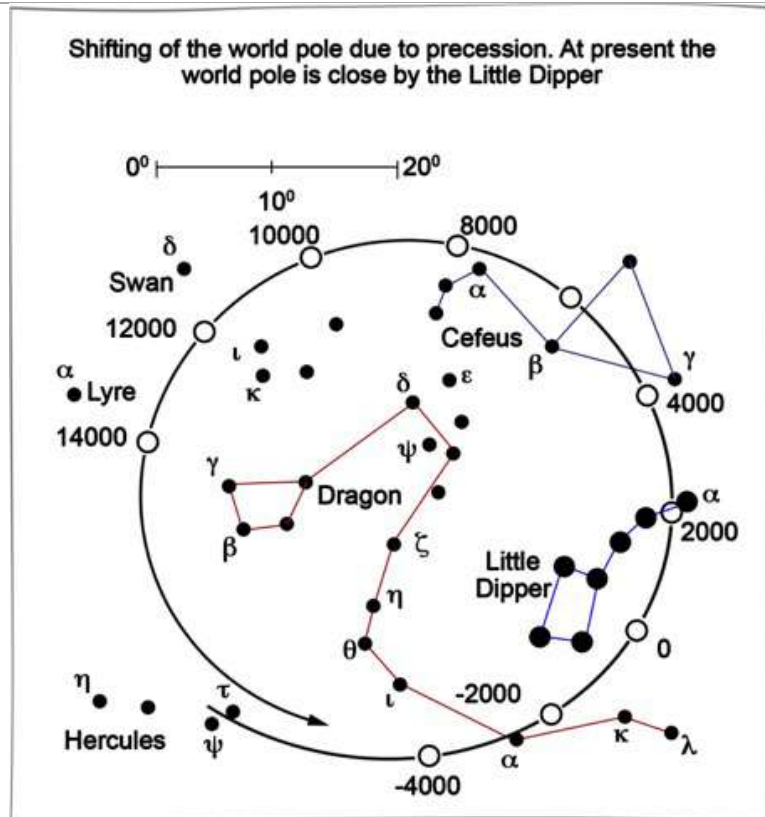 Shifting of the world pole due to precession. At present the
world pole is close by the Little Dipper
0⁰ 20⁰
10⁰
10000 8000
δ
Swan
α
12000
Cefeus
ι
β γ
α
Lyre
κ
δ ε
4000
14000
ψ
γ
Dragon
α
2000
β
ζ
Little
Dipper
η
θ
0
η
τ
ι
-2000
Hercules
ψ
α
κ
λ
-4000